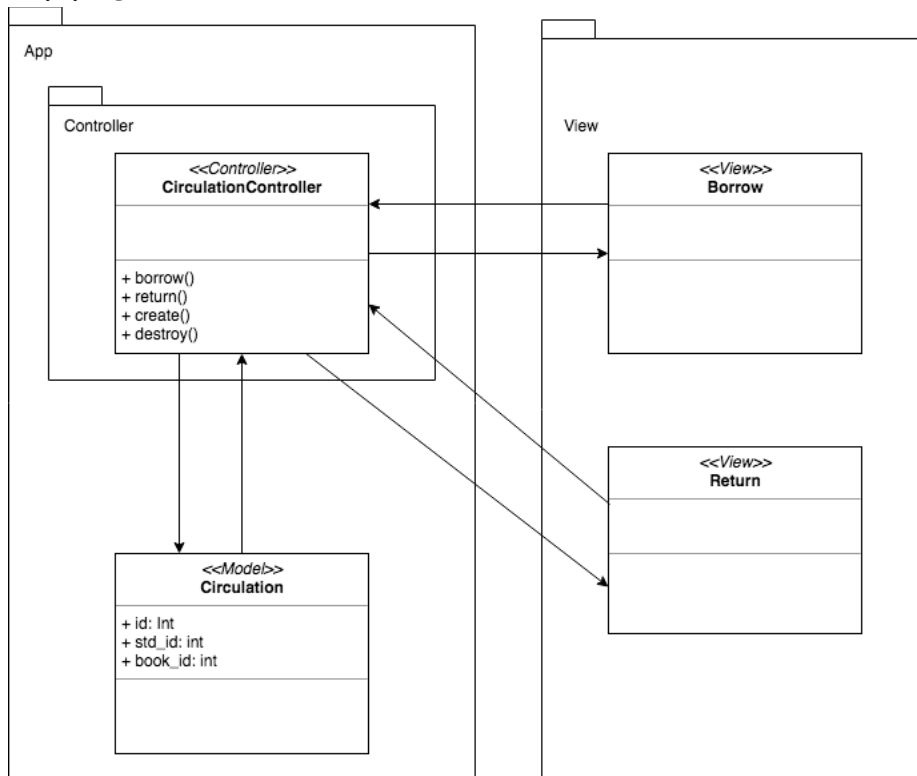 App
Controller
<<Controller>>
CirculationController
+ borrow()
+ return()
+ create()
+ destroy()
<<Model>>
Circulation
+ id: Int
+ std_id: int
+ book_id: int
View
<<View>>
Borrow
<<View>>
Return